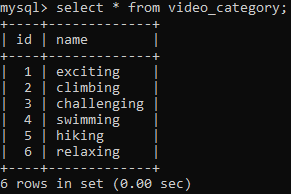 mysql> select * from video_category;
+----+-------------+
| id | name        |
+----+-------------+
|  1 | exciting    |
|  2 | climbing    |
|  3 | challenging |
|  4 | swimming    |
|  5 | hiking      |
|  6 | relaxing    |
+----+-------------+
6 rows in set (0.00 sec)